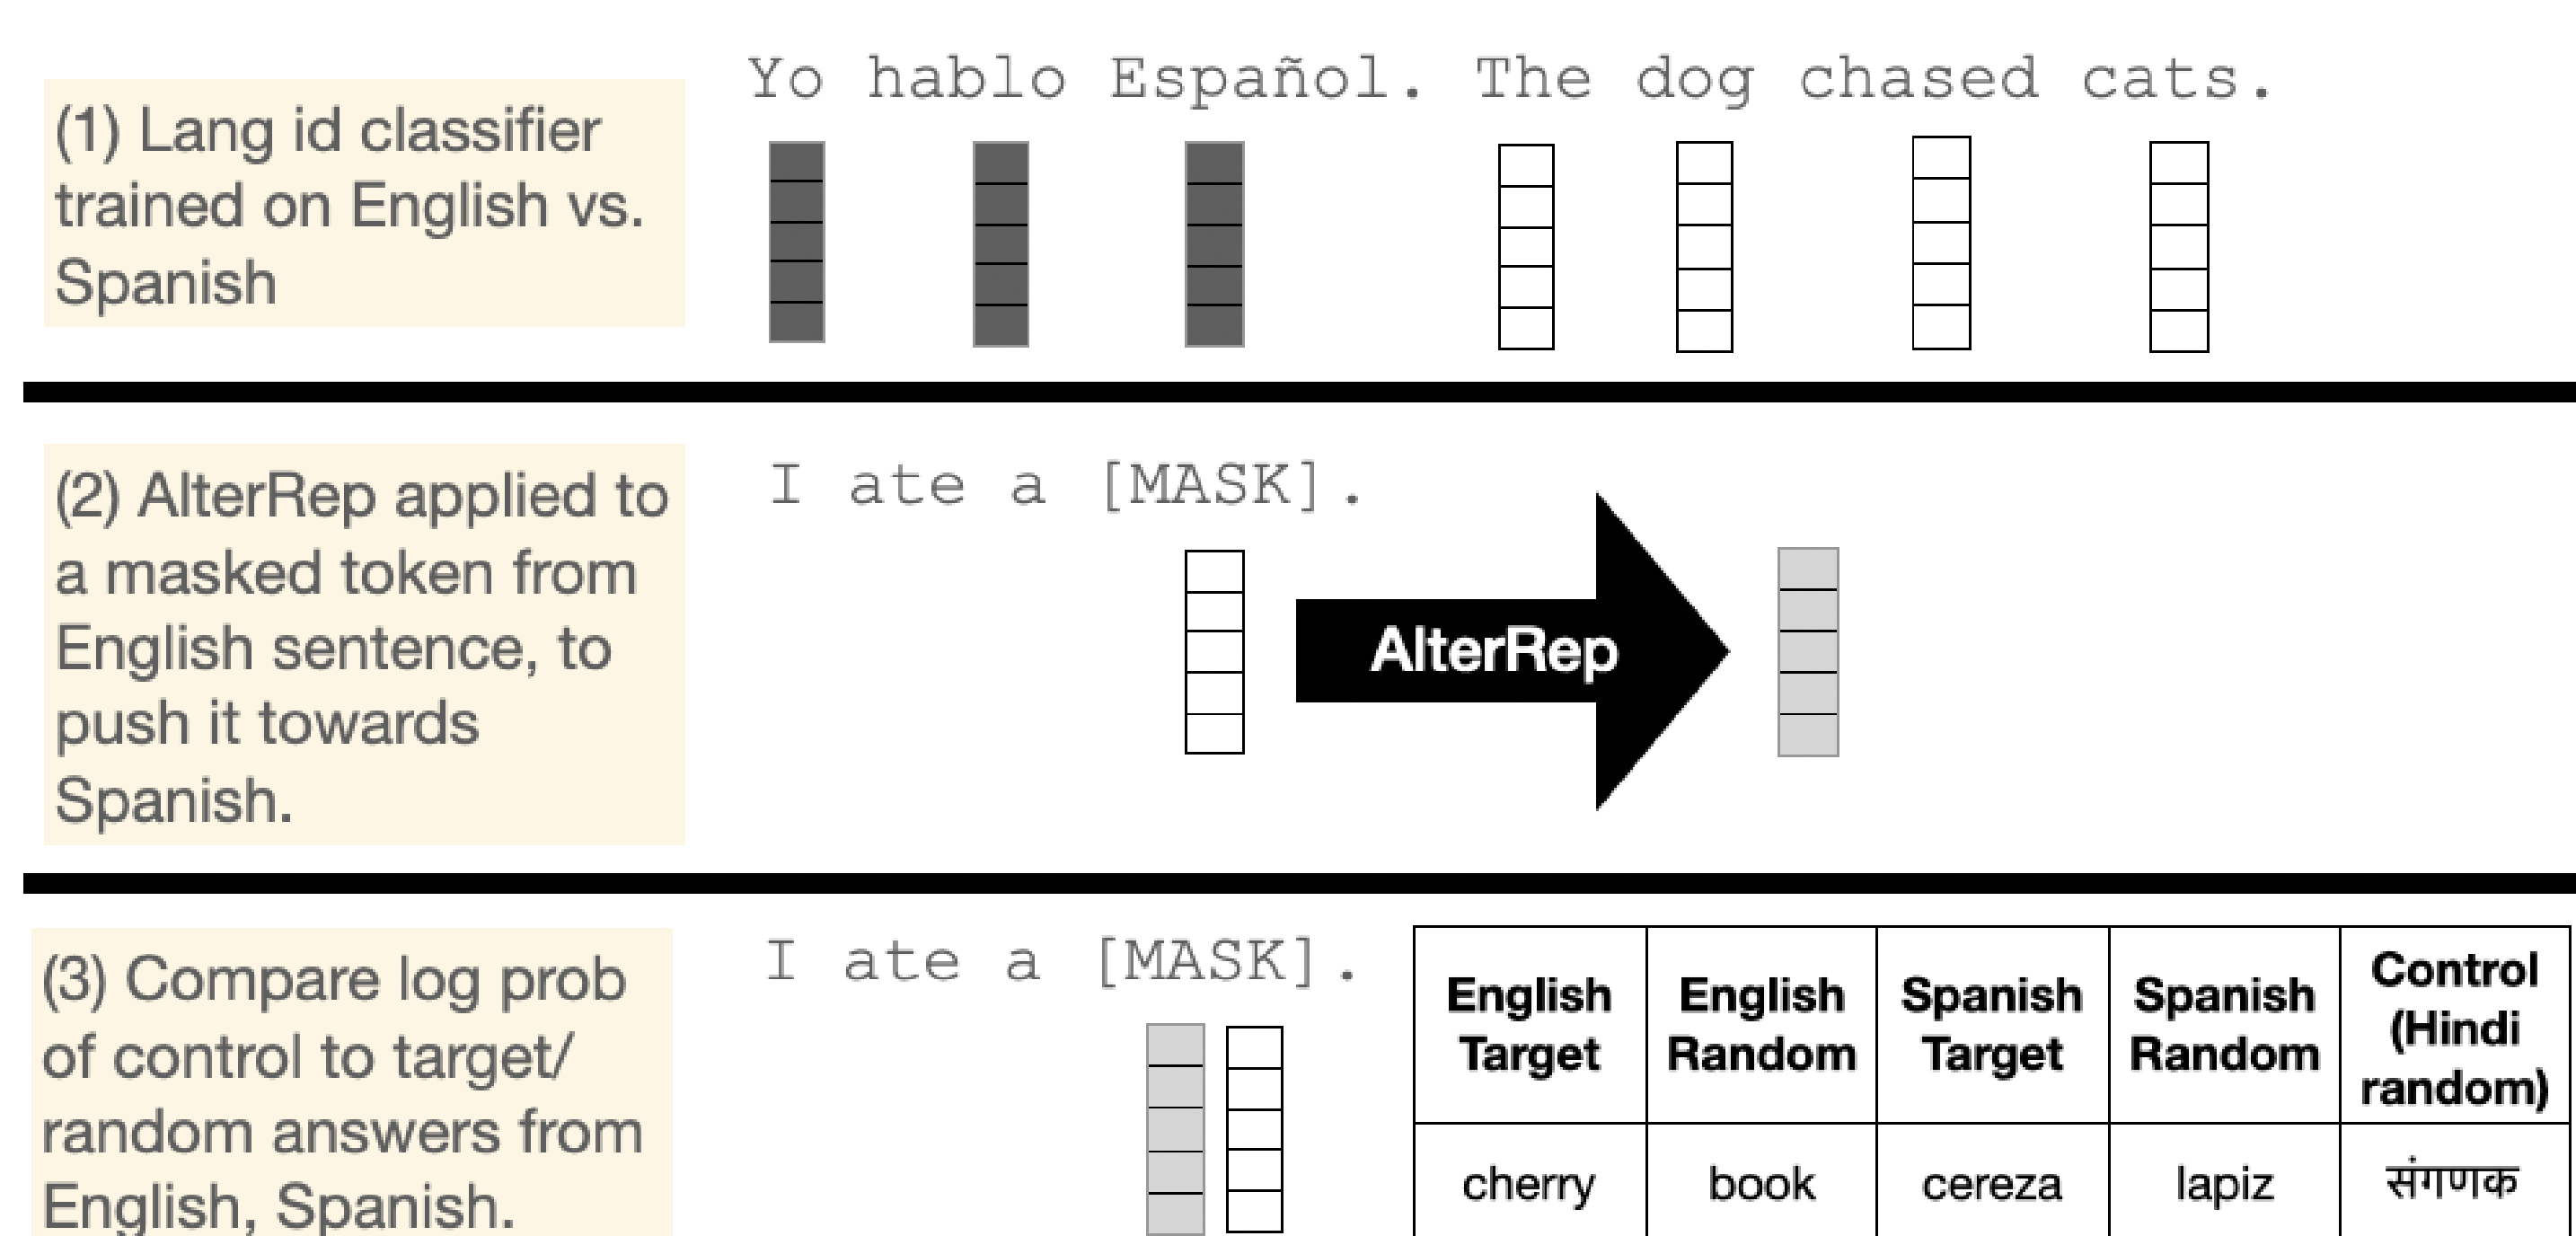 Yo hablo Español. The dog chased cats.
(1) Lang id classifier
trained on English vs.
Spanish
I ate a [MASK].
(2) AlterRep applied to
a masked token from
English sentence, to
push it towards
Spanish.
AlterRep
I ate a [MASK].
(3) Compare log prob
of control to target/
random answers from
English, Spanish.
English
Target
English
Random
Spanish
Target
Spanish
Random
Control
(Hindi
random)
cherry
book
cereza
lapiz
संगणक